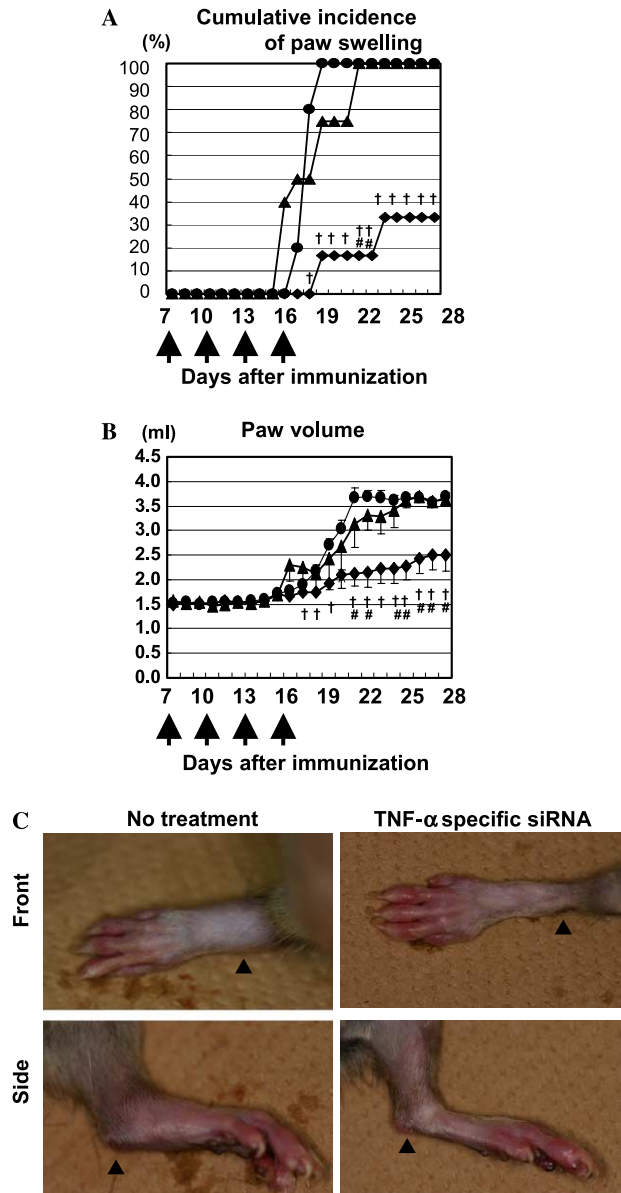 A
Cumulative incidence
of paw swelling
(%)
100
90
80
70
60
50
40
30
20
10
0
† † † † †
† † † † †
# #
†
7 10 13 16 19 22 25 28
Days after immunization
B
(ml)
Paw volume
4.5
4.0
3.5
3.0
2.5
2.0
1.5
1.0
0.5
0.0
† † † † † † † † † † †
# # # # # # #
7 10 13 16 19 22 25 28
Days after immunization
C
No treatment
TNF-α specific siRNA
Front
Side